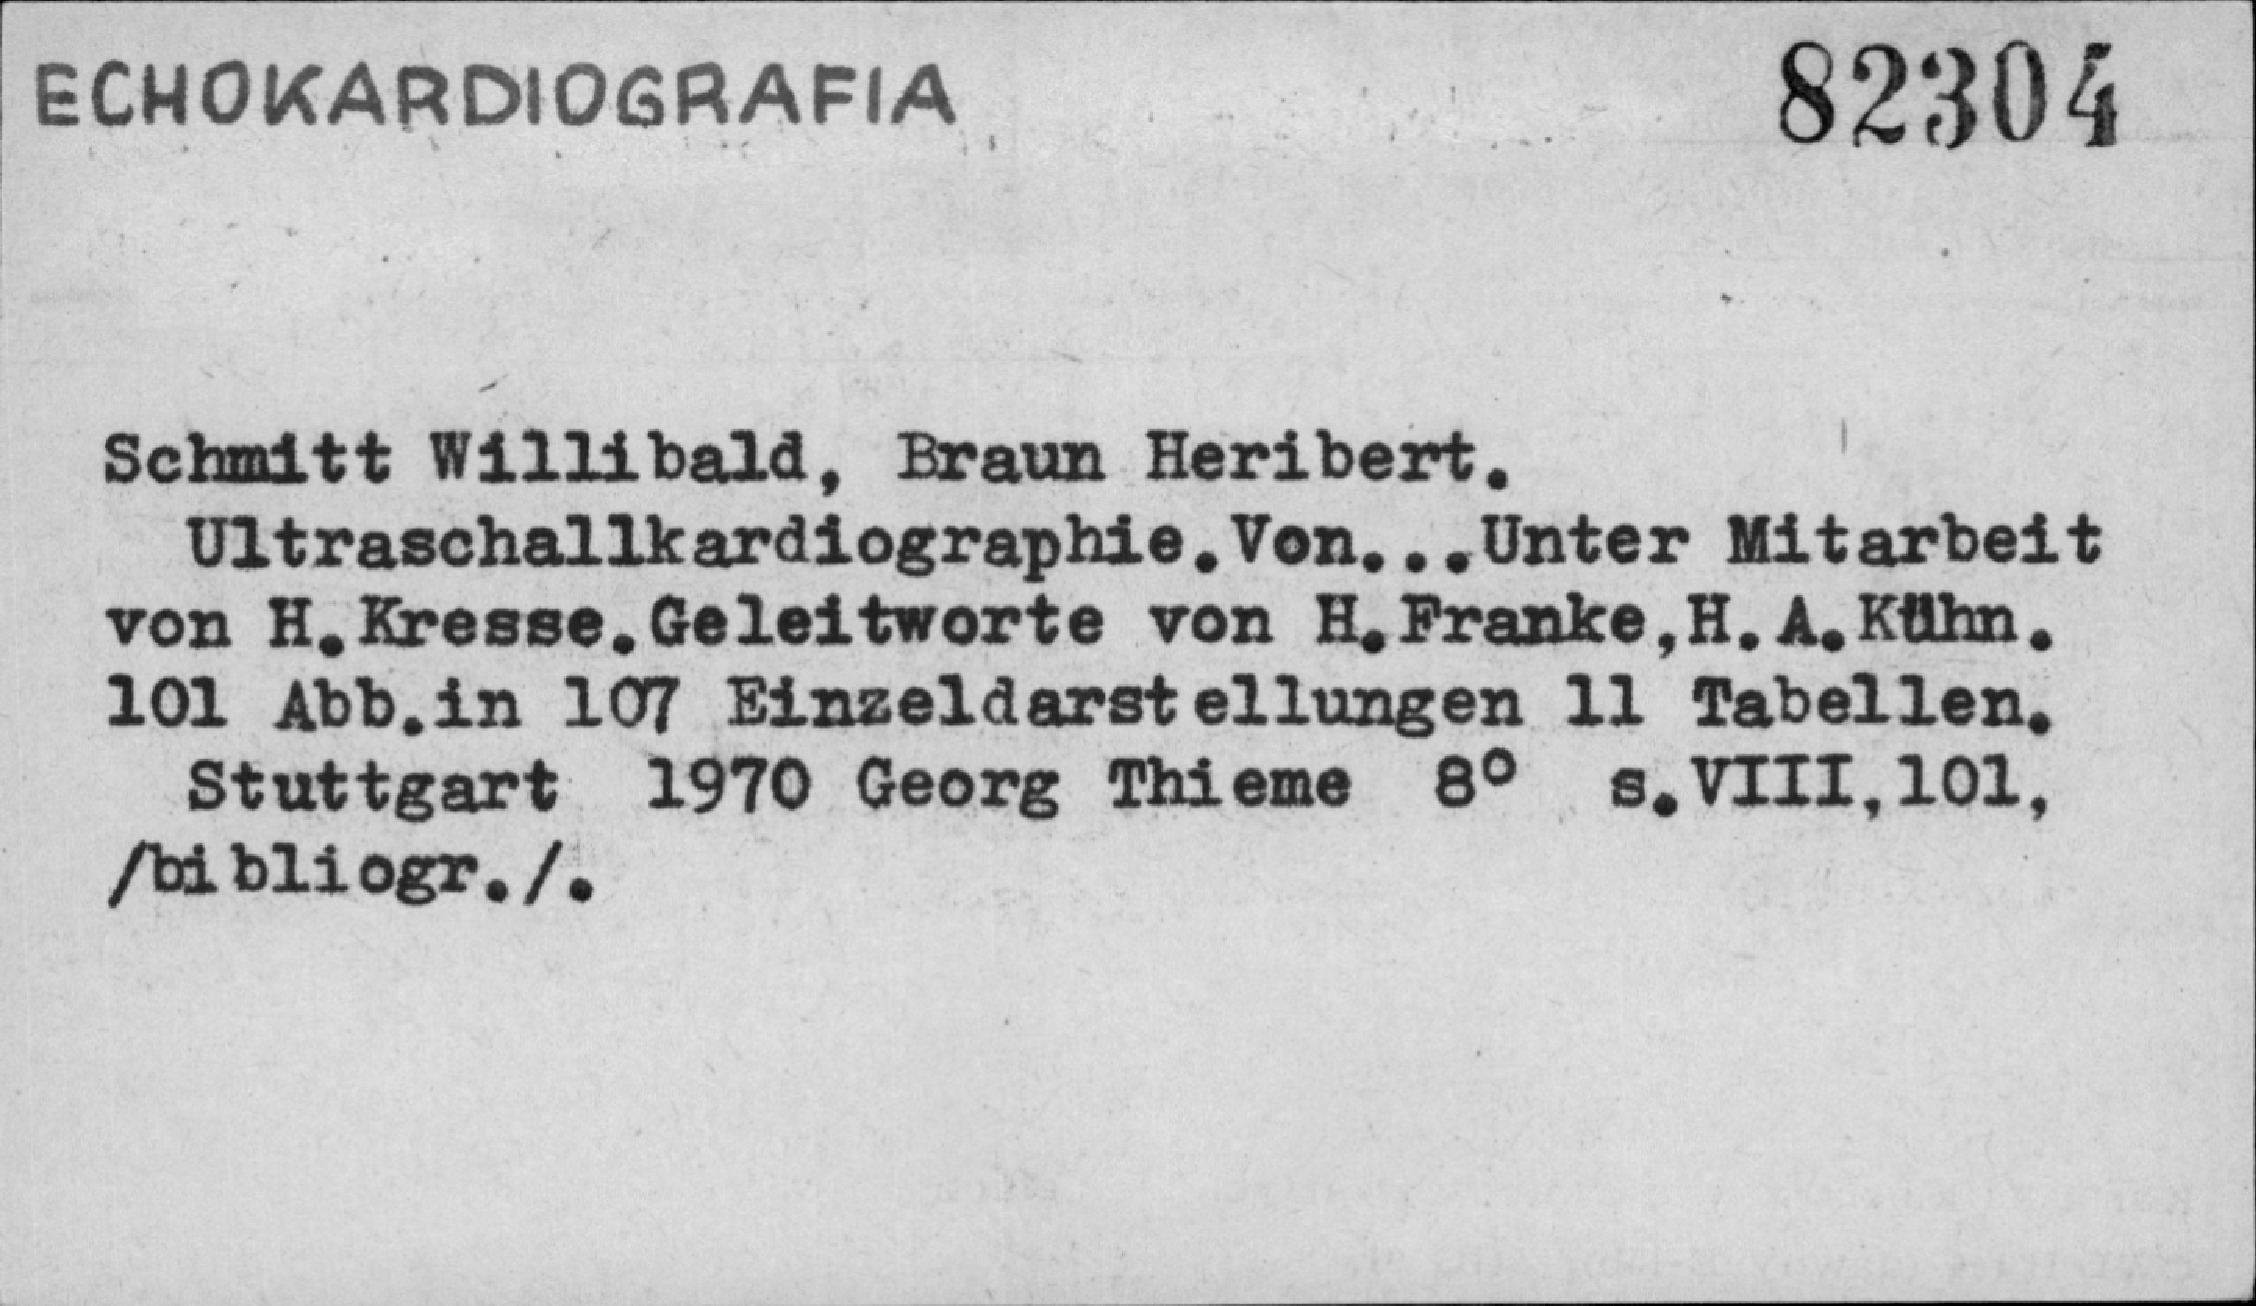 ECHOKARDIOGRAFIA 82304
Schmitt Willibald, Braun Heribert.
Ultraschallkardiographie.Von...Unter Mitarbeit
von H.Kresse.Geleitworte von H.Franke,H.A.Kühn.
101 Abb.in 107 Einzeldarstellungen 11 Tabellen.
Stuttgart 1970 Georg Thieme 8° s.VIII,101,
/bibliogr./.